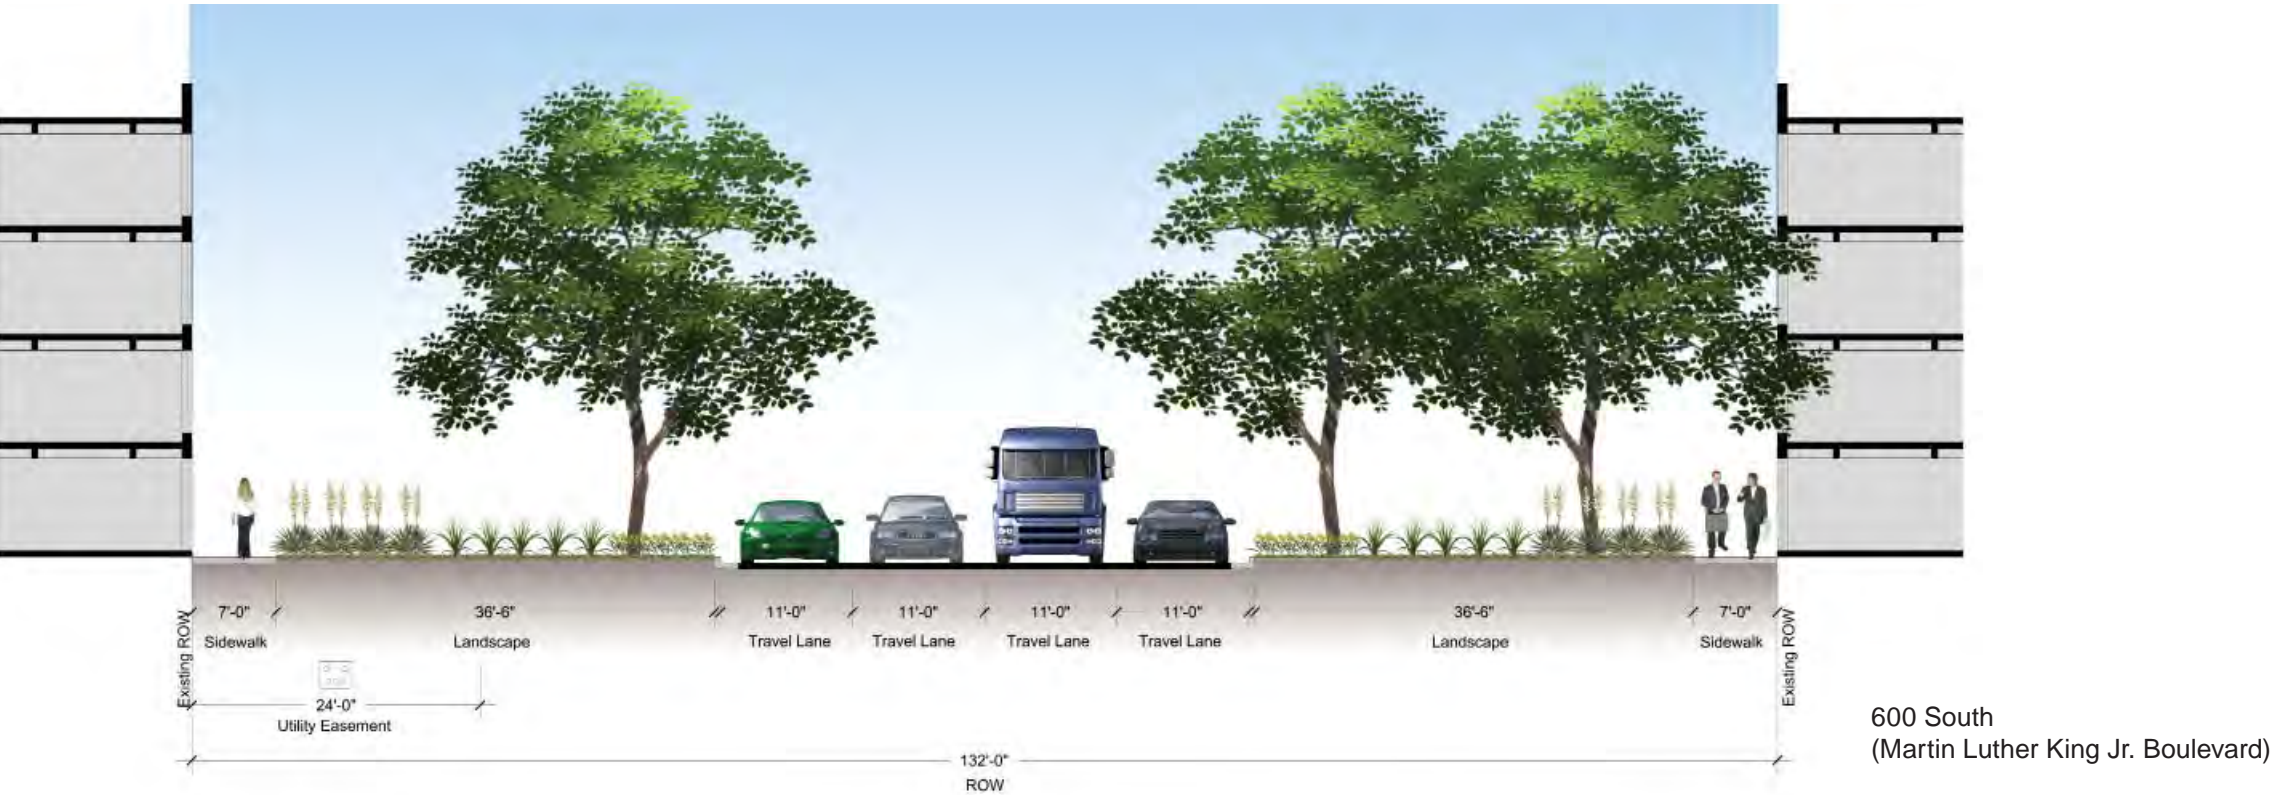 7'-0" 36'-6" 11'-0" 11'-0" 11'-0" 11'-0" 36'-6" 7'-0"
Sidewalk Landscape Travel Lane Travel Lane Travel Lane Travel Lane Landscape Sidewalk
Existing ROW
Existing ROW
24'-0"
Utility Easement
132'-0"
ROW
600 South
(Martin Luther King Jr. Boulevard)